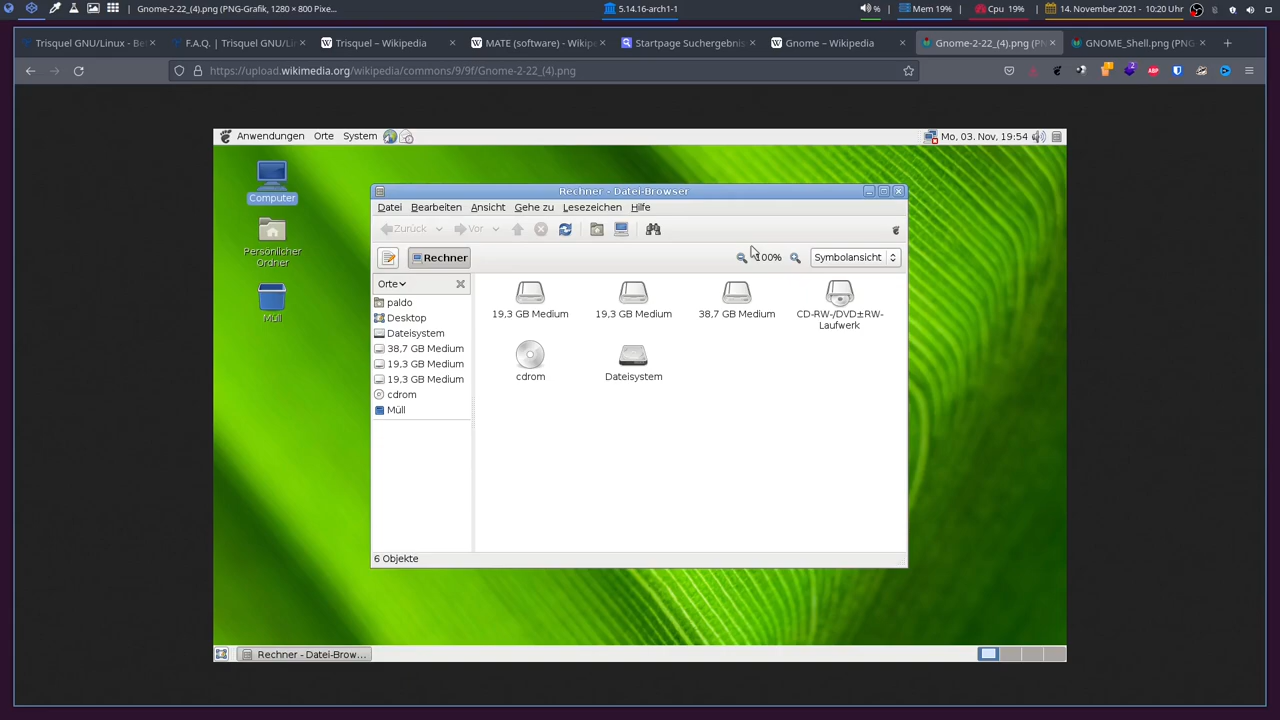 Gnome-2-22_(4).png (PNG-Grafik, 1280 × 800 Pixe...
5.14.16-arch1-1
%
Mem 19%
Cpu 19%
14. November 2021 - 10:20 Uhr
Trisquel GNU/Linux - Be
F.A.Q. | Trisquel GNU/Li
Trisquel – Wikipedia
MATE (software) - Wikip
Startpage Suchergebnis
Gnome – Wikipedia
Gnome-2-22_(4).png (P
GNOME_Shell.png (PNG
https://upload.wikimedia.org/wikipedia/commons/9/9f/Gnome-2-22_(4).png
2
ABP
Anwendungen Orte System
Mo, 03. Nov, 19:54
Computer
Persönlicher
Ordner
Müll
Rechner - Datei-Browser
Datei Bearbeiten Ansicht Gehe zu Lesezeichen Hilfe
Zurück Vor
Rechner
100%
Symbolansicht
Orte
paldo
Desktop
Dateisystem
38,7 GB Medium
19,3 GB Medium
19,3 GB Medium
cdrom
Müll
19,3 GB Medium
19,3 GB Medium
38,7 GB Medium
CD-RW-/DVD±RW-
Laufwerk
cdrom
Dateisystem
6 Objekte
Rechner - Datei-Brow...